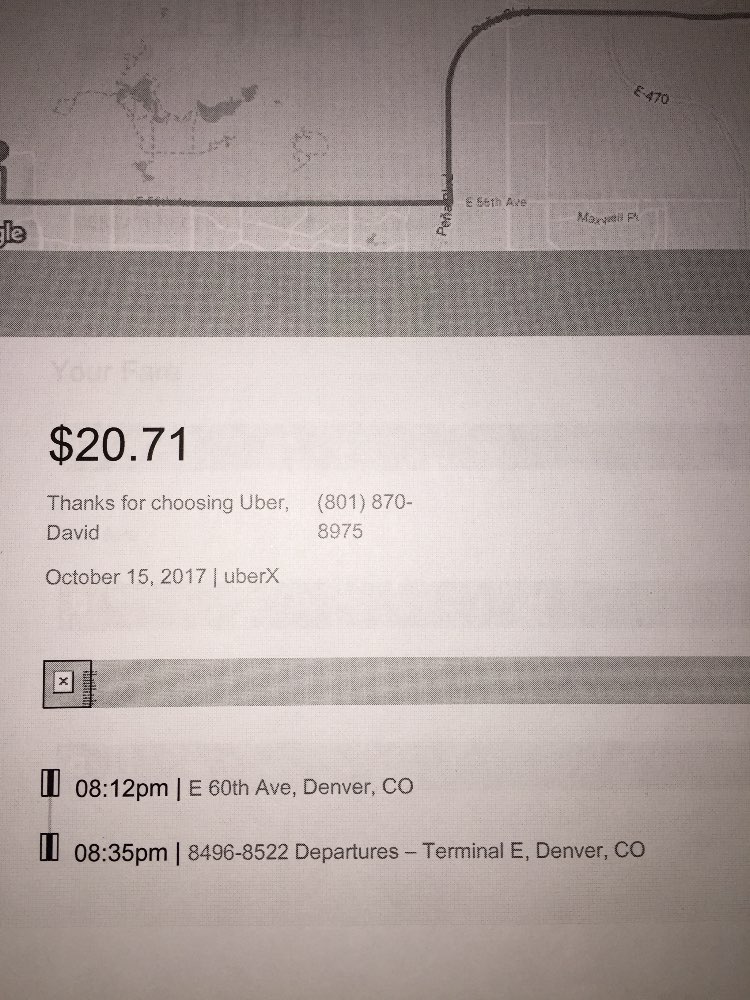 E-470
E 56th Ave
Maxwell Pl
Peña Blvd
gle
Your Fare
$20.71
Thanks for choosing Uber,
David
(801) 870-
8975
October 15, 2017 | uberX
08:12pm | E 60th Ave, Denver, CO
08:35pm | 8496-8522 Departures – Terminal E, Denver, CO